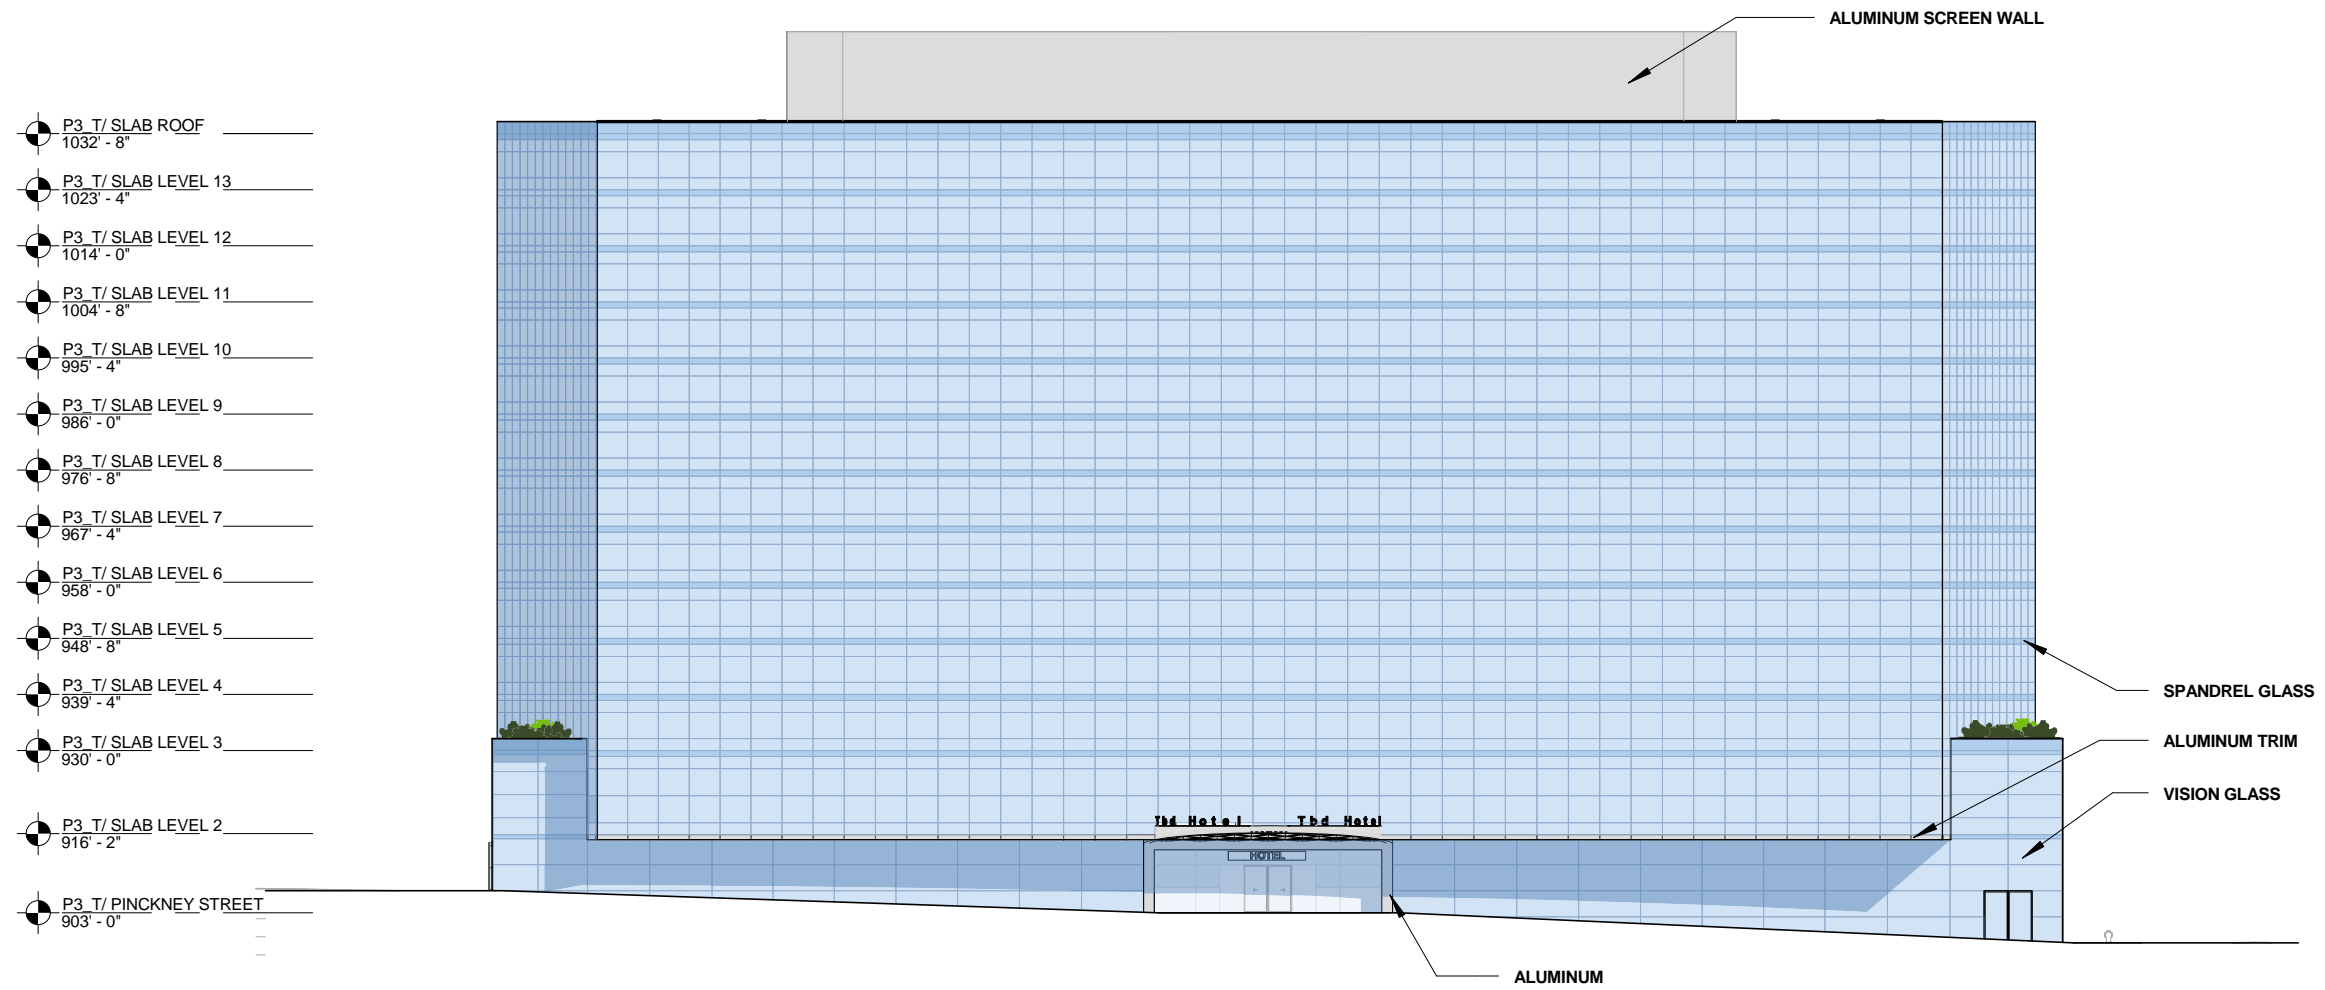 ALUMINUM SCREEN WALL
P3_T/ SLAB ROOF
1032' - 8"
P3_T/ SLAB LEVEL 13
1023' - 4"
P3_T/ SLAB LEVEL 12
1014' - 0"
P3_T/ SLAB LEVEL 11
1004' - 8"
P3_T/ SLAB LEVEL 10
995' - 4"
P3_T/ SLAB LEVEL 9
986' - 0"
P3_T/ SLAB LEVEL 8
976' - 8"
P3_T/ SLAB LEVEL 7
967' - 4"
P3_T/ SLAB LEVEL 6
958' - 0"
P3_T/ SLAB LEVEL 5
948' - 8"
P3_T/ SLAB LEVEL 4
939' - 4"
SPANDREL GLASS
P3_T/ SLAB LEVEL 3
930' - 0"
ALUMINUM TRIM
VISION GLASS
P3_T/ SLAB LEVEL 2
916' - 2"
Tbd Hotel Tbd Hotel
HOTEL
P3_T/ PINCKNEY STREET
903' - 0"
ALUMINUM